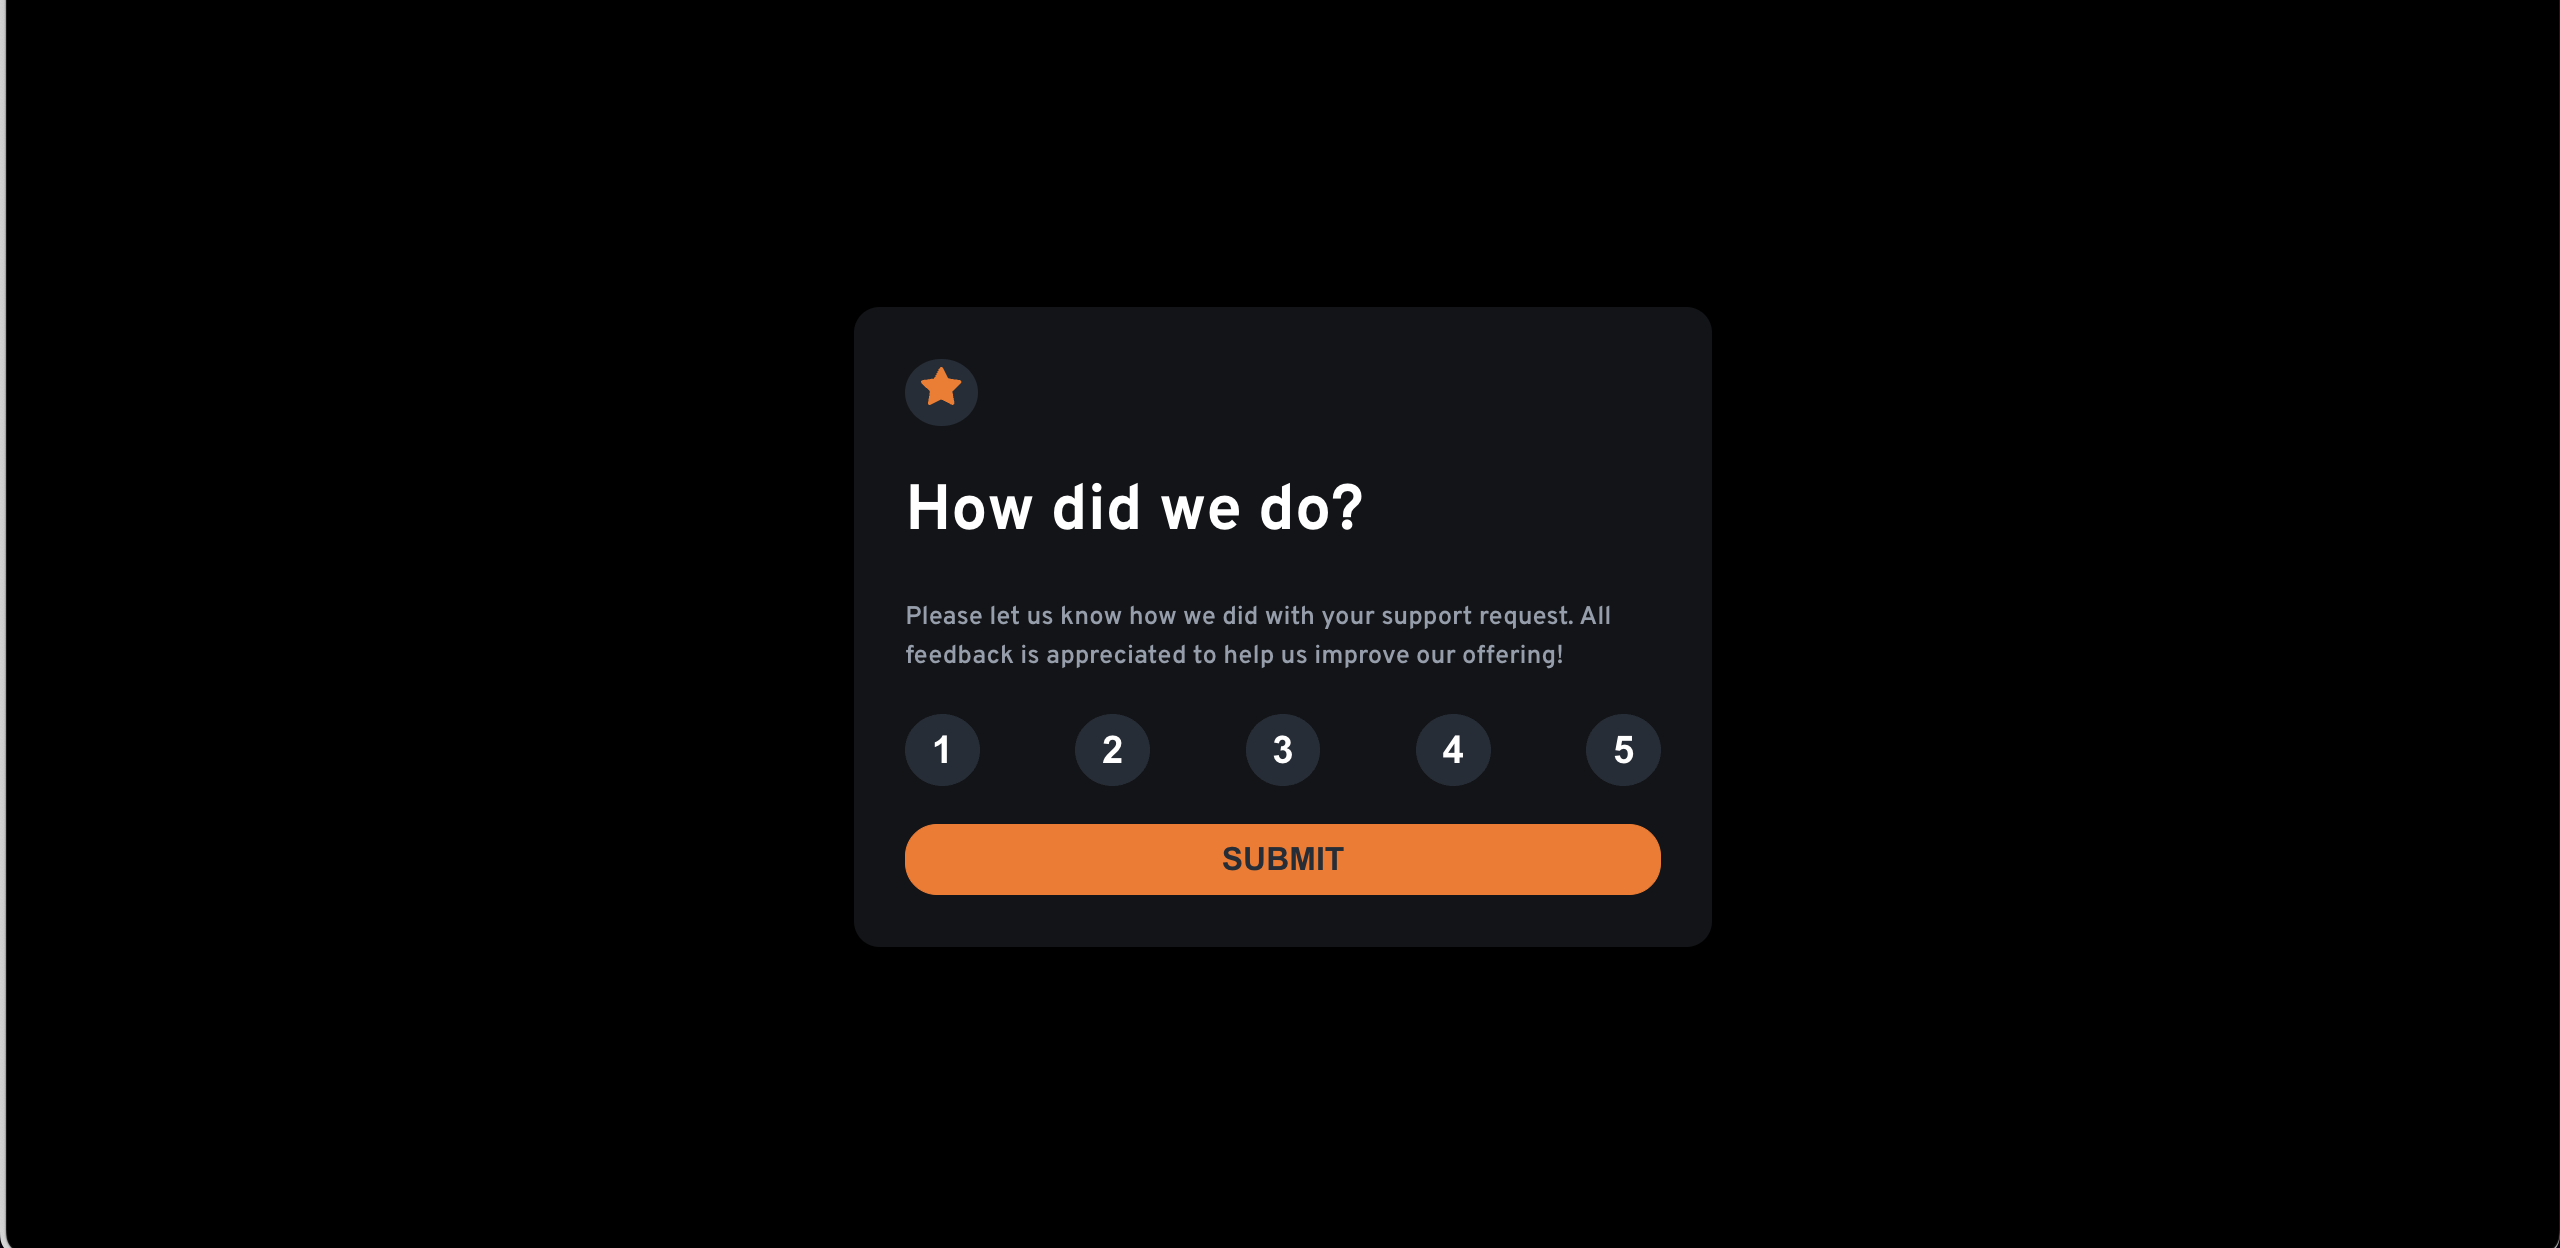 How did we do?
Please let us know how we did with your support request. All
feedback is appreciated to help us improve our offering!
1 2 3 4 5
SUBMIT